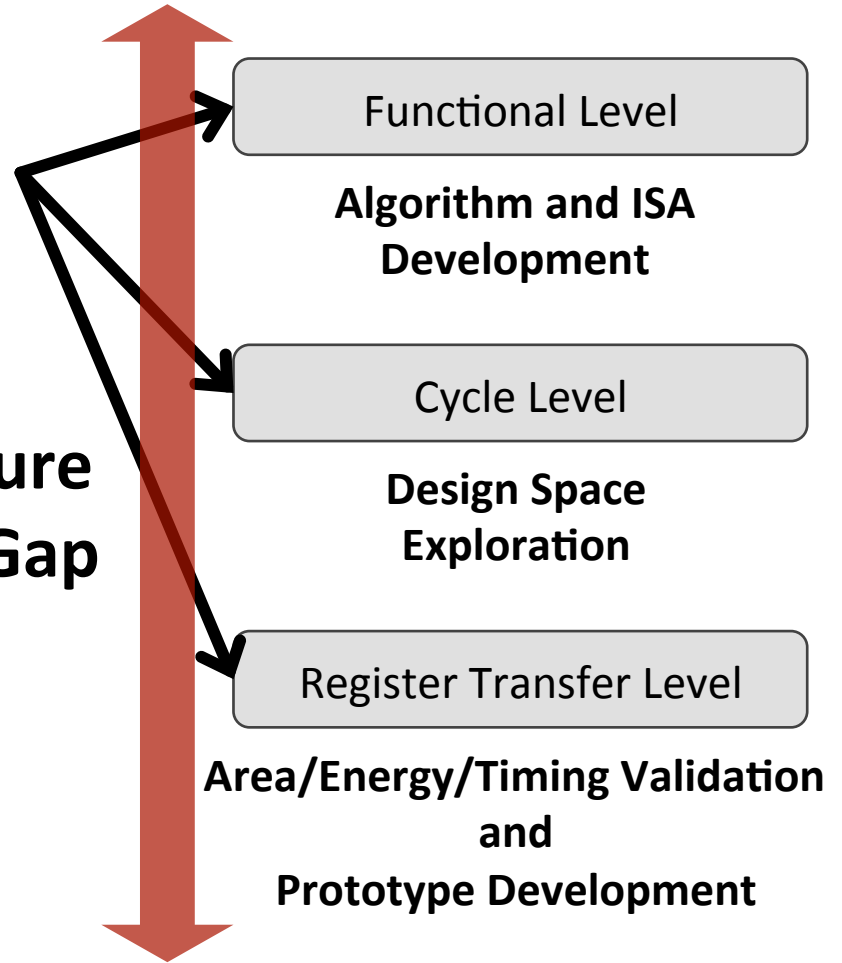 Functional Level
Algorithm and ISA
Development
Cycle Level
Design Space
Exploration
ure
Gap
Register Transfer Level
Area/Energy/Timing Validation
and
Prototype Development